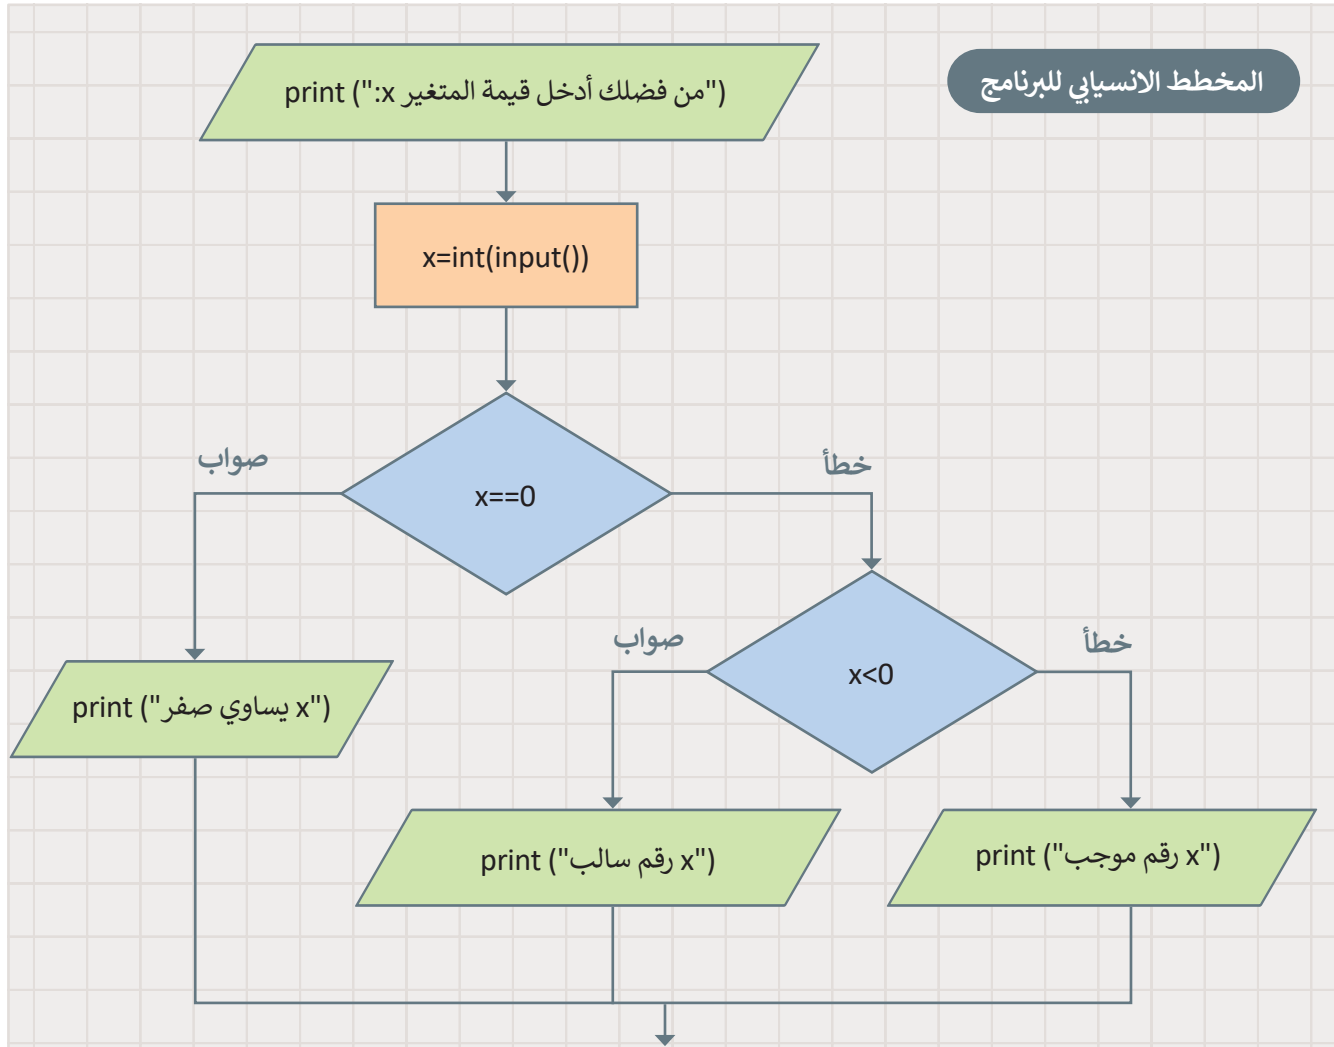 المخطط الانسيابي للبرنامج
print ("من فضلك أدخل قيمة المتغير x:")
x=int(input())
x==0
صواب
خطأ
x<0
صواب
خطأ
print ("x يساوي صفر")
print ("x رقم سالب")
print ("x رقم موجب")